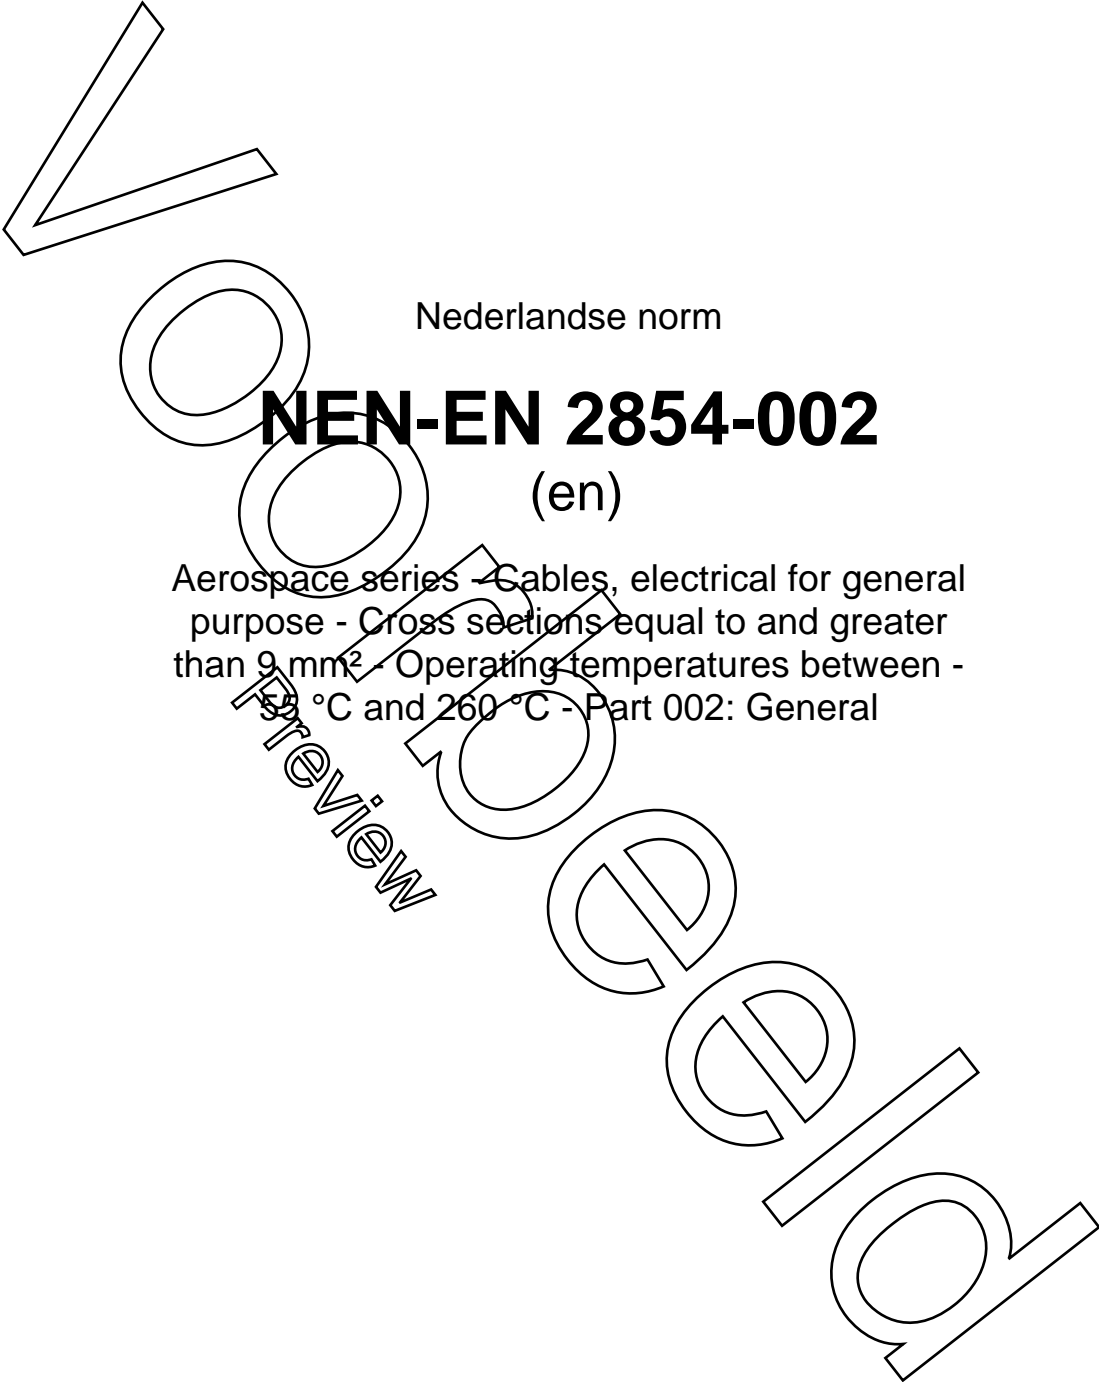 Nederlandse norm
NEN-EN 2854-002
(en)
Aerospace series - Cables, electrical for general
purpose - Cross sections equal to and greater
than 9 mm² - Operating temperatures between -
55 °C and 260 °C - Part 002: General
Voorbeeld
Preview